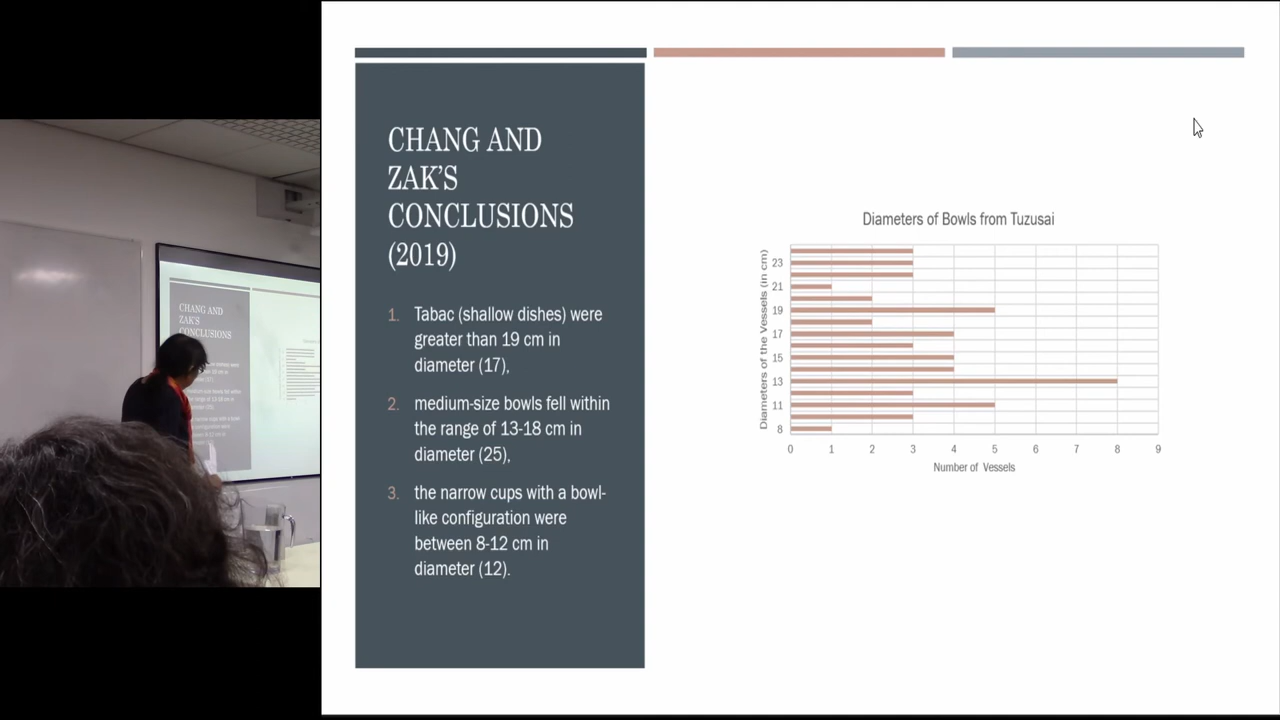 CHANG AND
ZAK'S
CONCLUSIONS
(2019)
1. Tabac (shallow dishes) were
greater than 19 cm in
diameter (17),
2. medium-size bowls fell within
the range of 13-18 cm in
diameter (25),
3. the narrow cups with a bowl-
like configuration were
between 8-12 cm in
diameter (12).
Diameters of Bowls from Tuzusai
Diameters of the Vessels (in cm)
23
21
19
17
15
13
11
8
0 1 2 3 4 5 6 7 8 9
Number of Vessels
CHANG AND
ZAK'S
CONCLUSIONS